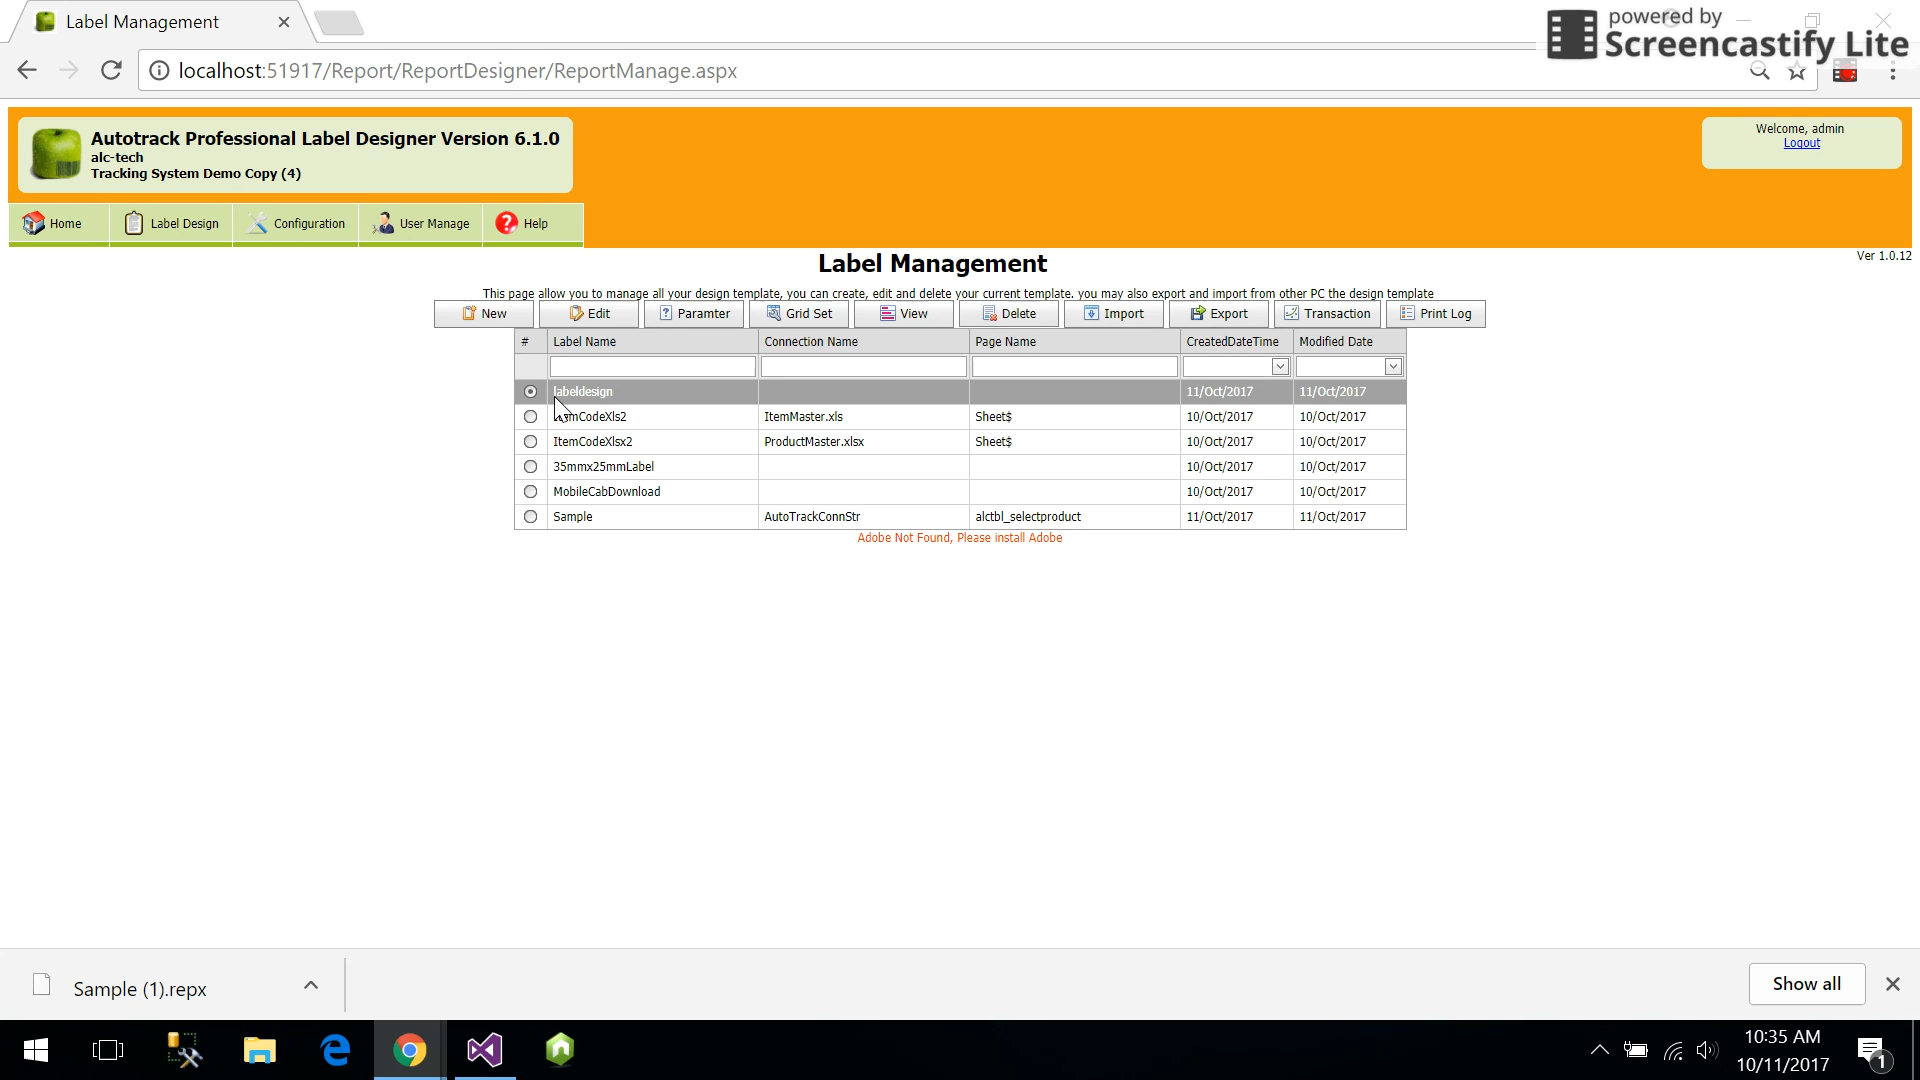 Label Management
powered by
Screencastify Lite
localhost:51917/Report/ReportDesigner/ReportManage.aspx
Autotrack Professional Label Designer Version 6.1.0
alc-tech
Tracking System Demo Copy (4)
Welcome, admin
Logout
Home Label Design Configuration User Manage Help
Ver 1.0.12
Label Management
This page allow you to manage all your design template, you can create, edit and delete your current template. you may also export and import from other PC the design template
New Edit Paramter Grid Set View Delete Import Export Transaction Print Log
# Label Name Connection Name Page Name CreatedDateTime Modified Date
labeldesign 11/Oct/2017 11/Oct/2017
ItemCodeXls2 ItemMaster.xls Sheet$ 10/Oct/2017 10/Oct/2017
ItemCodeXlsx2 ProductMaster.xlsx Sheet$ 10/Oct/2017 10/Oct/2017
35mmx25mmLabel 10/Oct/2017 10/Oct/2017
MobileCabDownload 10/Oct/2017 10/Oct/2017
Sample AutoTrackConnStr alctbl_selectproduct 11/Oct/2017 11/Oct/2017
Adobe Not Found, Please install Adobe
Sample (1).repx
Show all
10:35 AM
10/11/2017
1